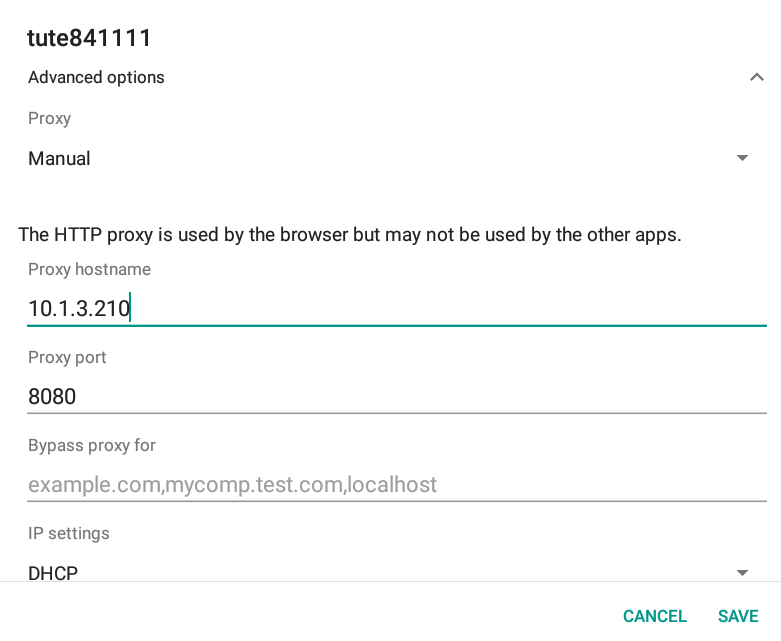 tute841111
Advanced options
Proxy
Manual
The HTTP proxy is used by the browser but may not be used by the other apps.
Proxy hostname
10.1.3.210
Proxy port
8080
Bypass proxy for
example.com,mycomp.test.com,localhost
IP settings
DHCP
CANCEL SAVE